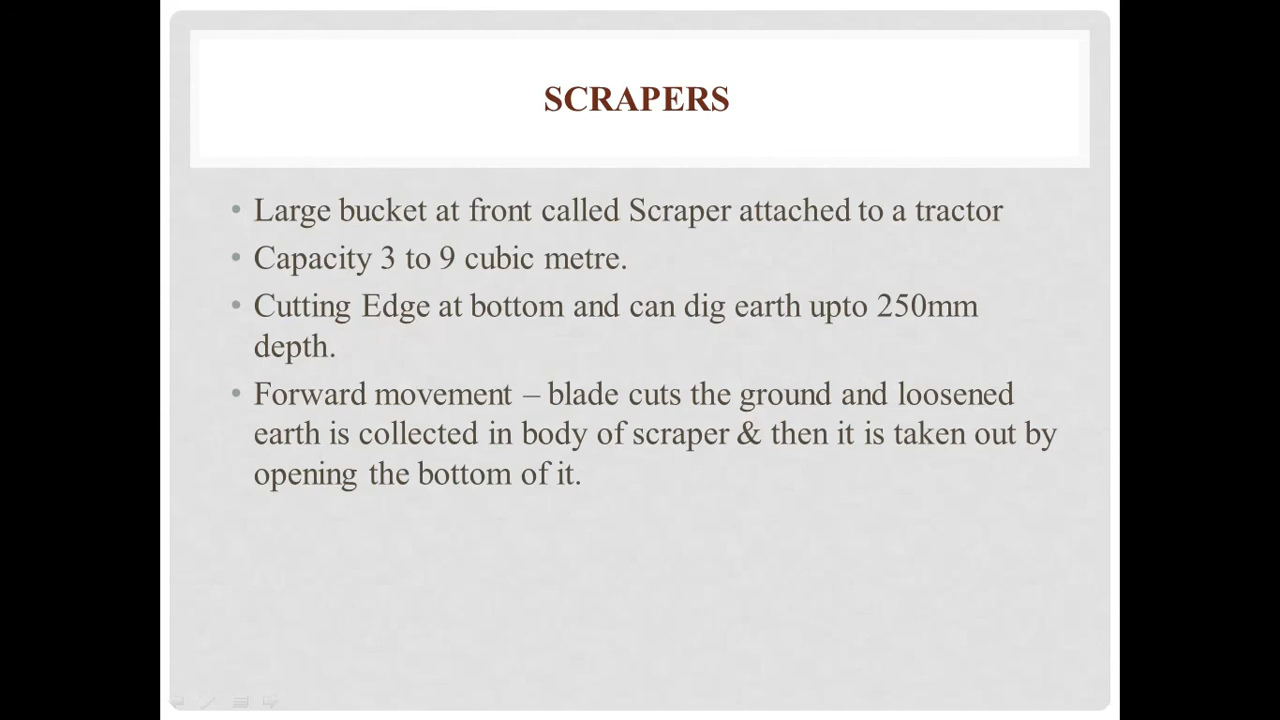 SCRAPERS
• Large bucket at front called Scraper attached to a tractor
• Capacity 3 to 9 cubic metre.
• Cutting Edge at bottom and can dig earth upto 250mm
depth.
• Forward movement – blade cuts the ground and loosened
earth is collected in body of scraper & then it is taken out by
opening the bottom of it.